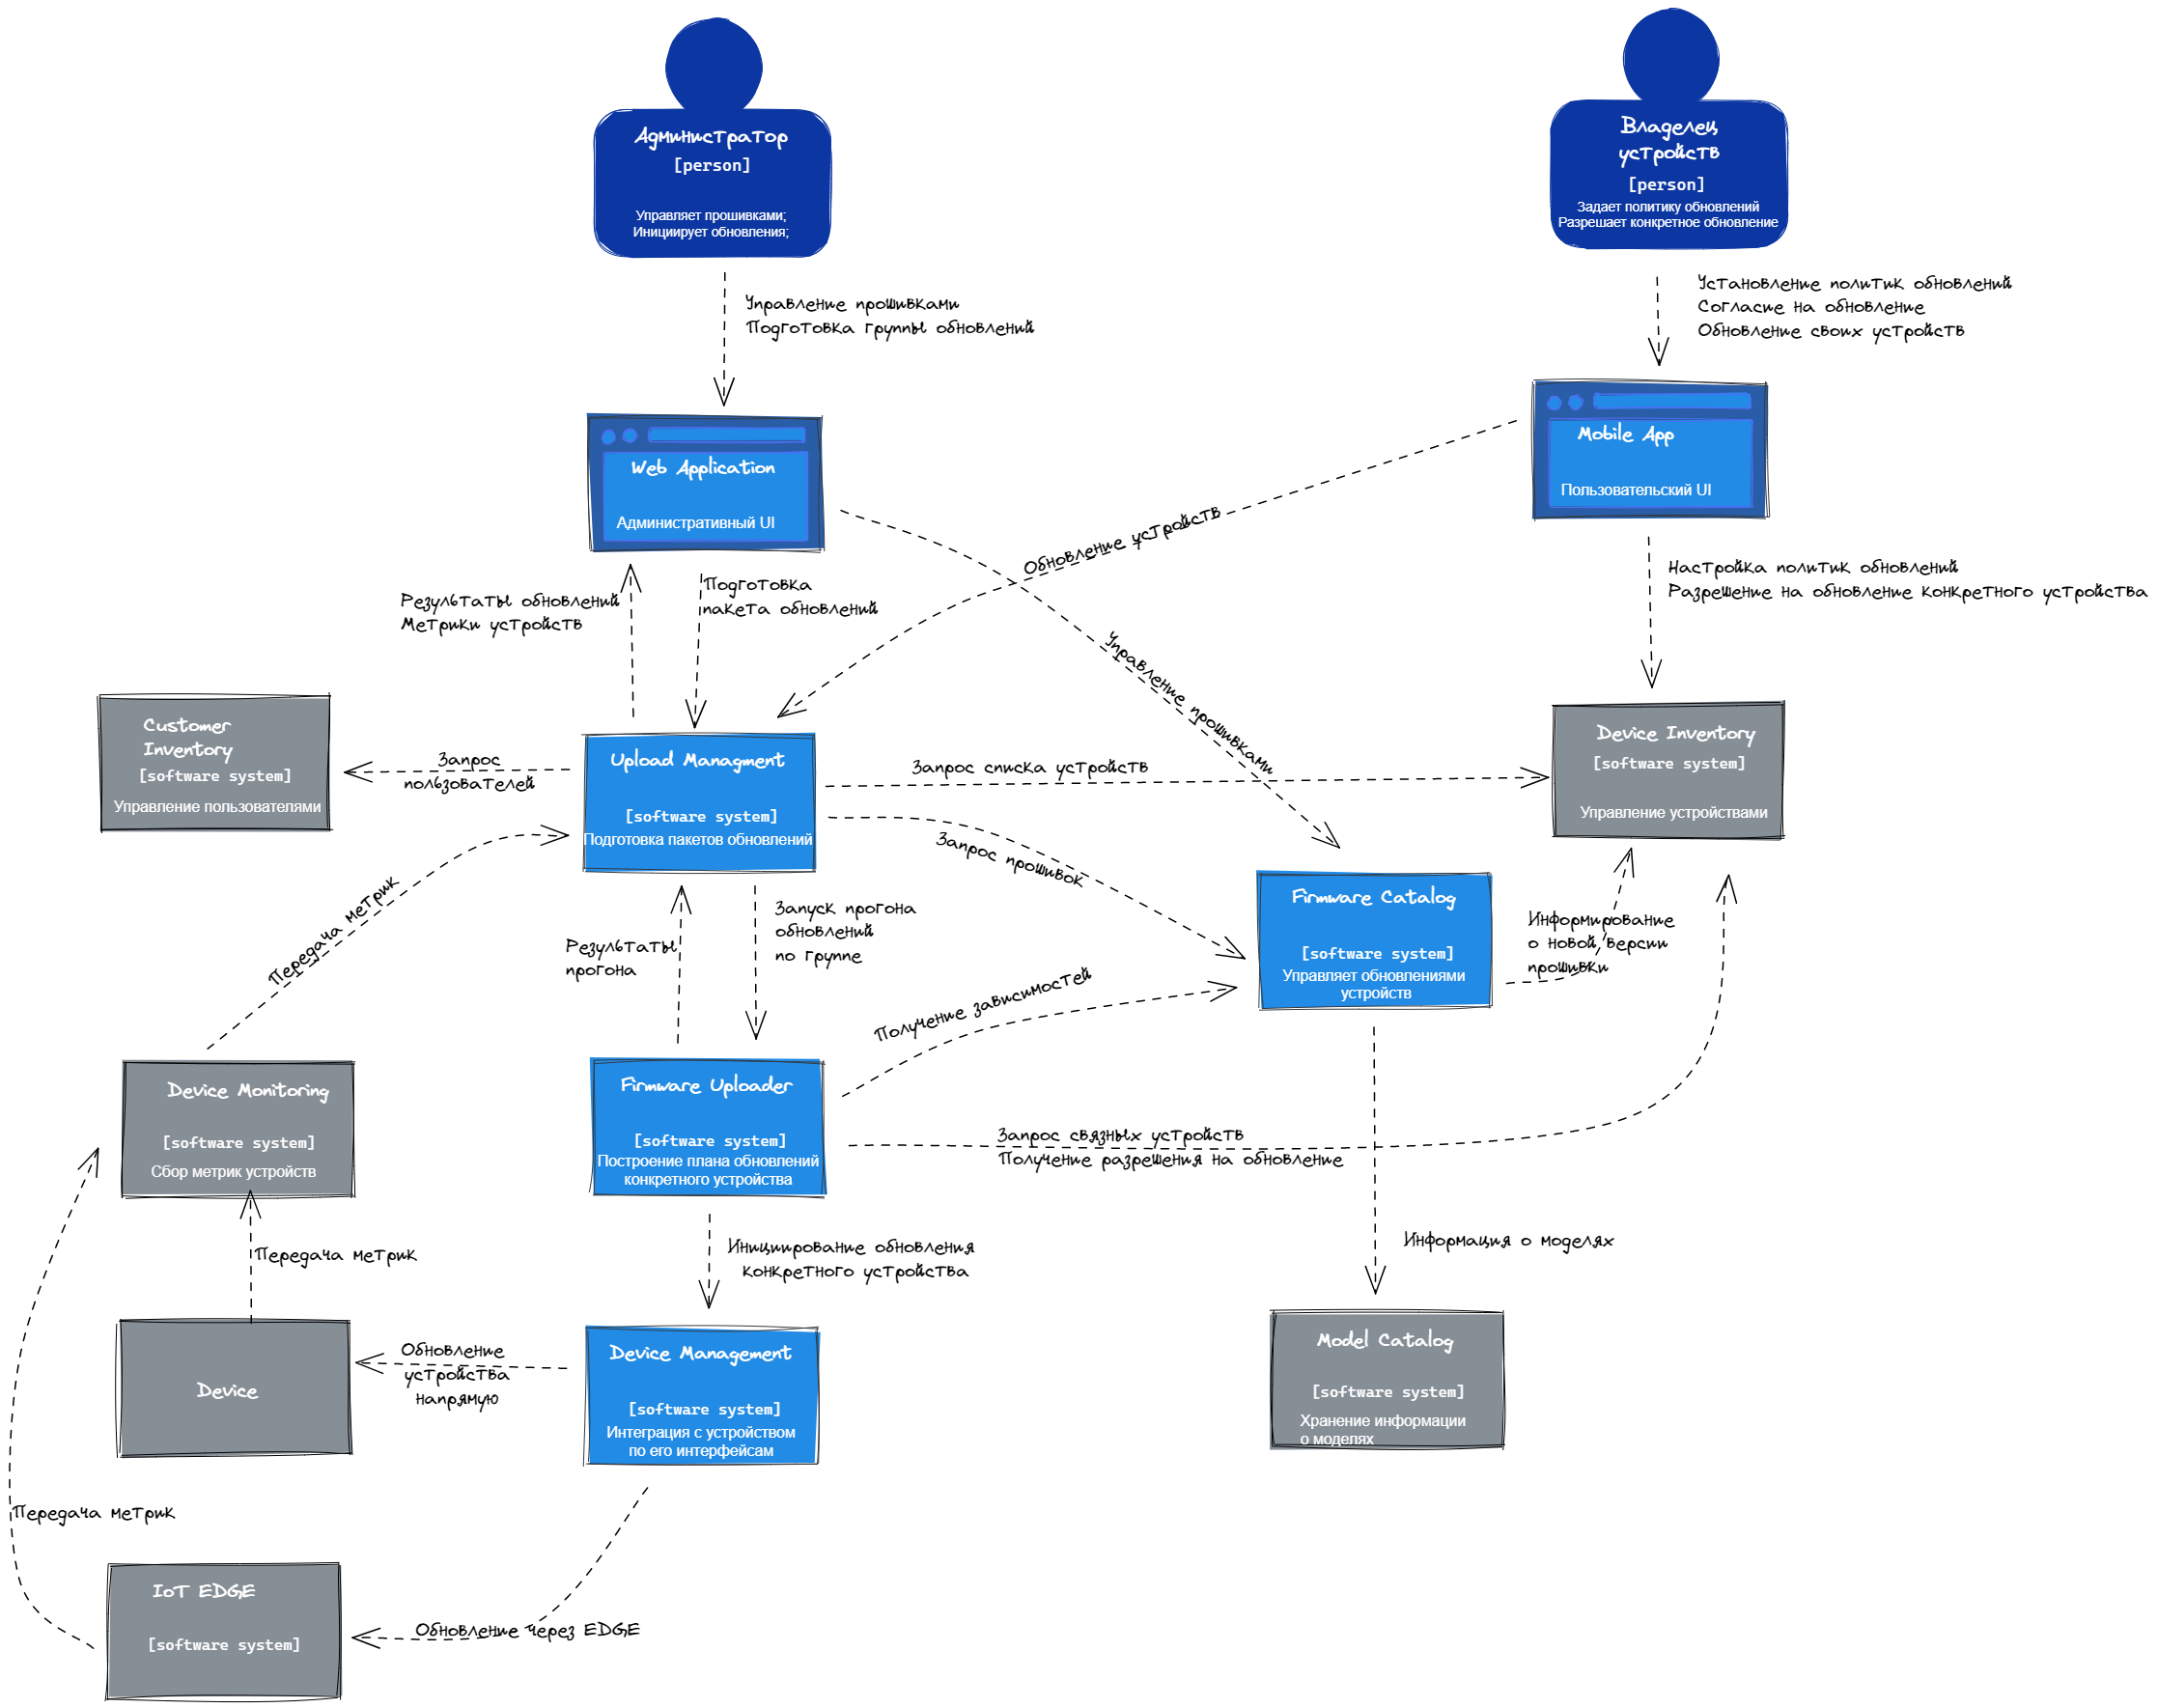 Администратор
[person]
Управляет прошивками;
Инициирует обновления;
Владелец
устройств
[person]
Задает политику обновлений
Разрешает конкретное обновление
Управление прошивками
Подготовка группы обновлений
Установление политик обновлений
Согласие на обновление
Обновление своих устройств
Web Application
Административный UI
Mobile App
Пользовательский UI
Обновление устройств
Результаты обновлений
Метрики устройств
Подготовка
пакета обновлений
Управление прошивками
Настройка политик обновлений
Разрешение на обновление конкретного устройства
Customer
Inventory
[software system]
Управление пользователями
Запрос
пользователей
Upload Managment
[software system]
Подготовка пакетов обновлений
Запрос списка устройств
Device Inventory
[software system]
Управление устройствами
Запрос прошивок
Передача метрик
Результаты
прогона
Запуск прогона
обновлений
по группе
Firmware Catalog
[software system]
Управляет обновлениями
устройств
Информирование
о новой версии
прошивки
Получение зависимостей
Device Monitoring
[software system]
Сбор метрик устройств
Firmware Uploader
[software system]
Построение плана обновлений
конкретного устройства
Запрос связных устройств
Получение разрешения на обновление
Передача метрик
Инициирование обновления
конкретного устройства
Информация о моделях
Device
Обновление
устройства
напрямую
Device Management
[software system]
Интеграция с устройством
по его интерфейсам
Model Catalog
[software system]
Хранение информации
о моделях
Передача метрик
IoT EDGE
[software system]
Обновление через EDGE